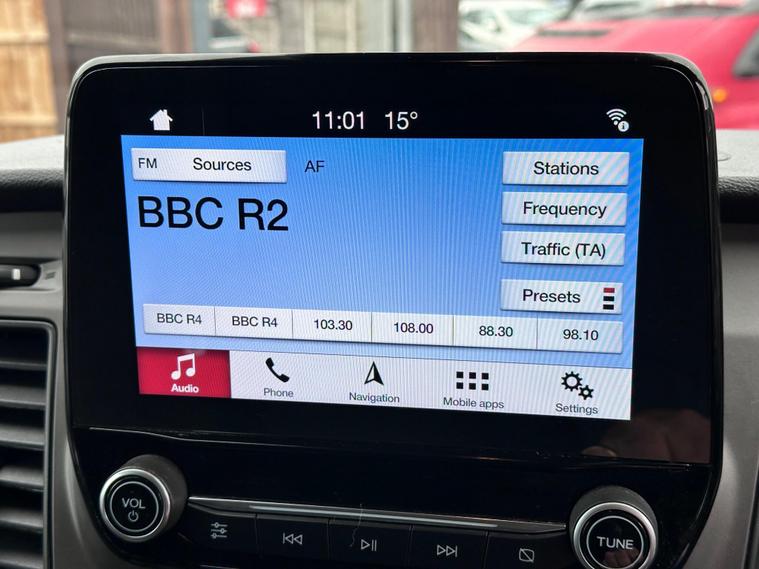 11:01 15°
FM Sources AF
Stations
BBC R2
Frequency
Traffic (TA)
Presets
BBC R4 BBC R4 103.30 108.00 88.30 98.10
Audio Phone Navigation Mobile apps Settings
VOL
TUNE